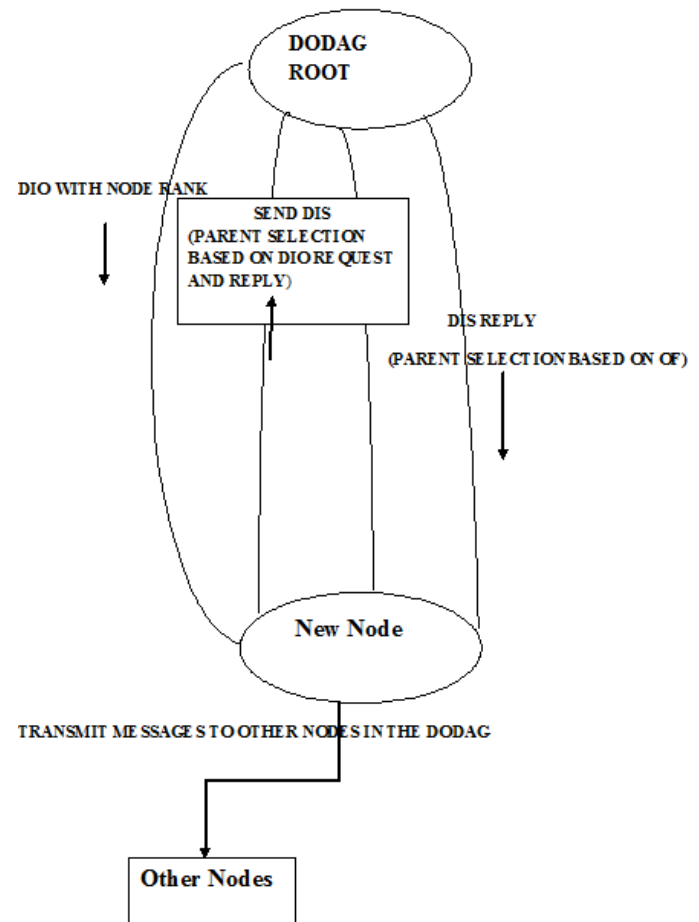 DODAG
ROOT
DIO WITH NODE RANK
SEND DIS
(PARENT SELECTION
BASED ON DIO REQUEST
AND REPLY)
DIS REPLY
(PARENT SELECTION BASED ON OF)
New Node
TRANSMIT MESSAGES TO OTHER NODES IN THE DODAG
Other Nodes